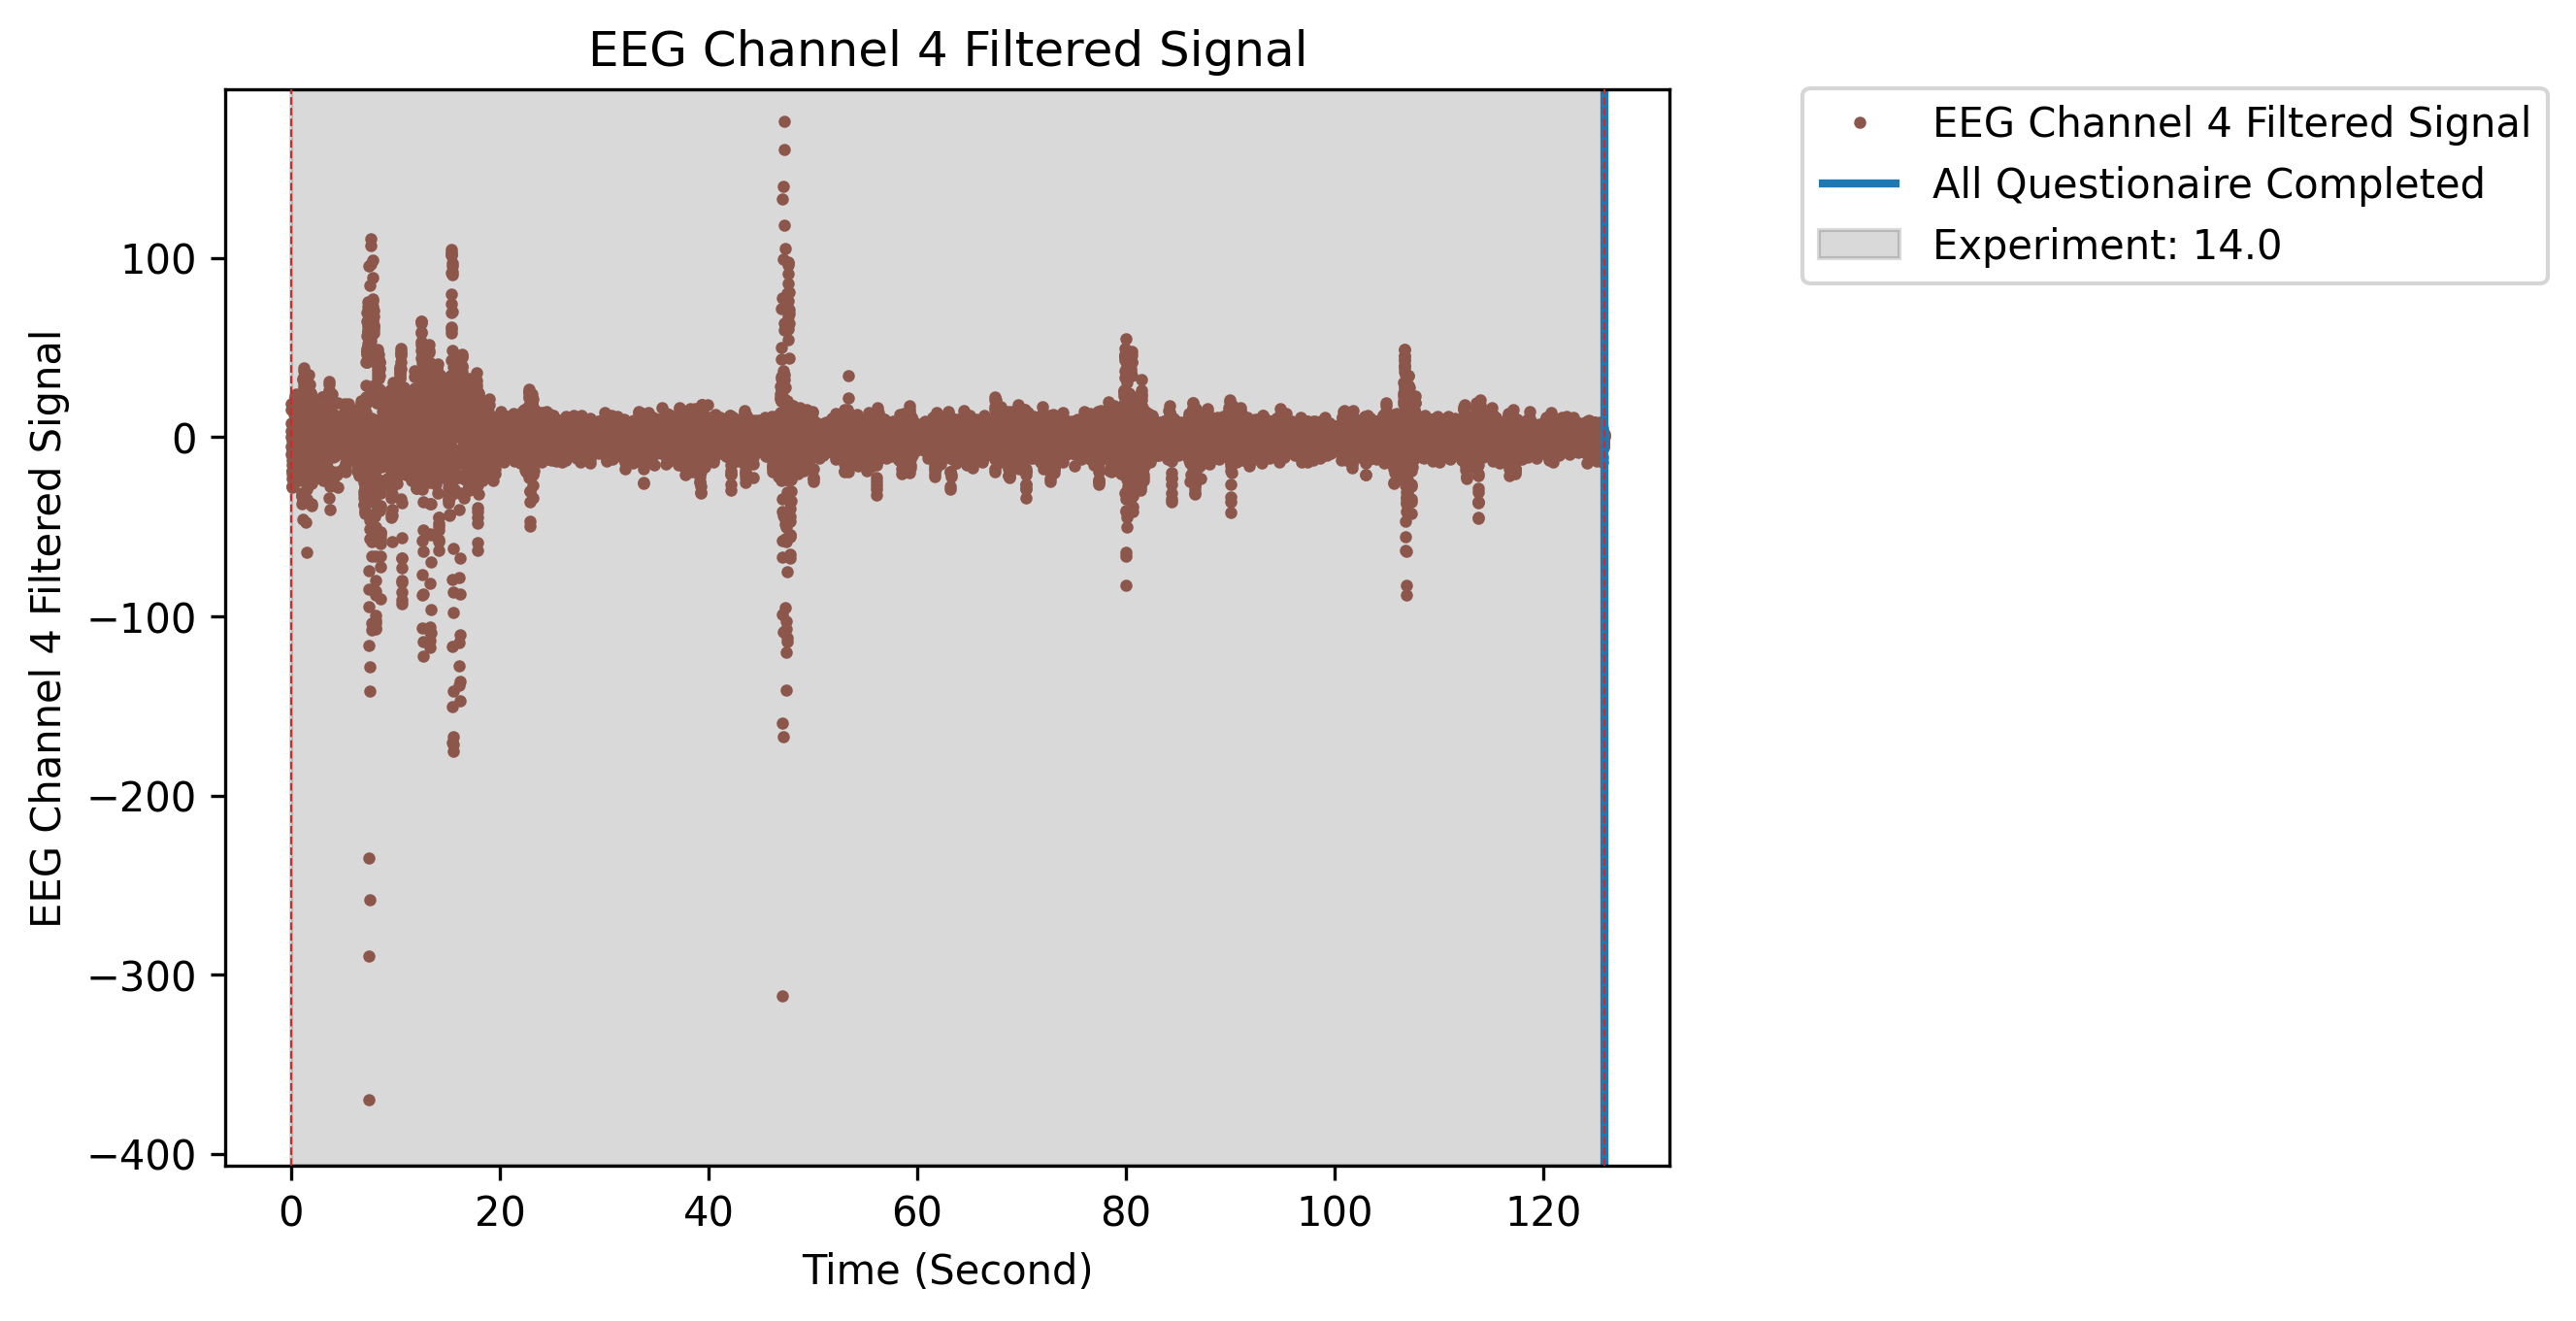 EEG Channel 4 Filtered Signal
EEG Channel 4 Filtered Signal
All Questionaire Completed
Experiment: 14.0
100
0
−100
−200
−300
−400
EEG Channel 4 Filtered Signal
0 20 40 60 80 100 120
Time (Second)